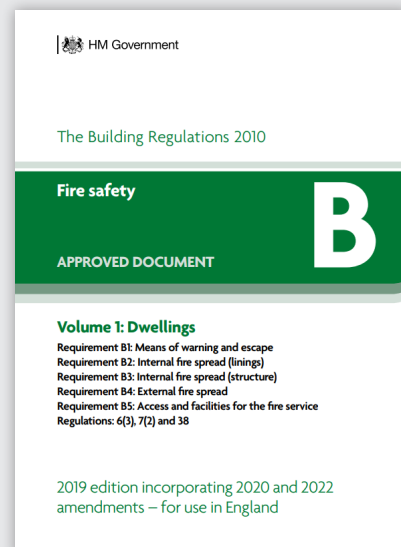 HM Government
The Building Regulations 2010
Fire safety
B
APPROVED DOCUMENT
Volume 1: Dwellings
Requirement B1: Means of warning and escape
Requirement B2: Internal fire spread (linings)
Requirement B3: Internal fire spread (structure)
Requirement B4: External fire spread
Requirement B5: Access and facilities for the fire service
Regulations: 6(3), 7(2) and 38
2019 edition incorporating 2020 and 2022
amendments – for use in England